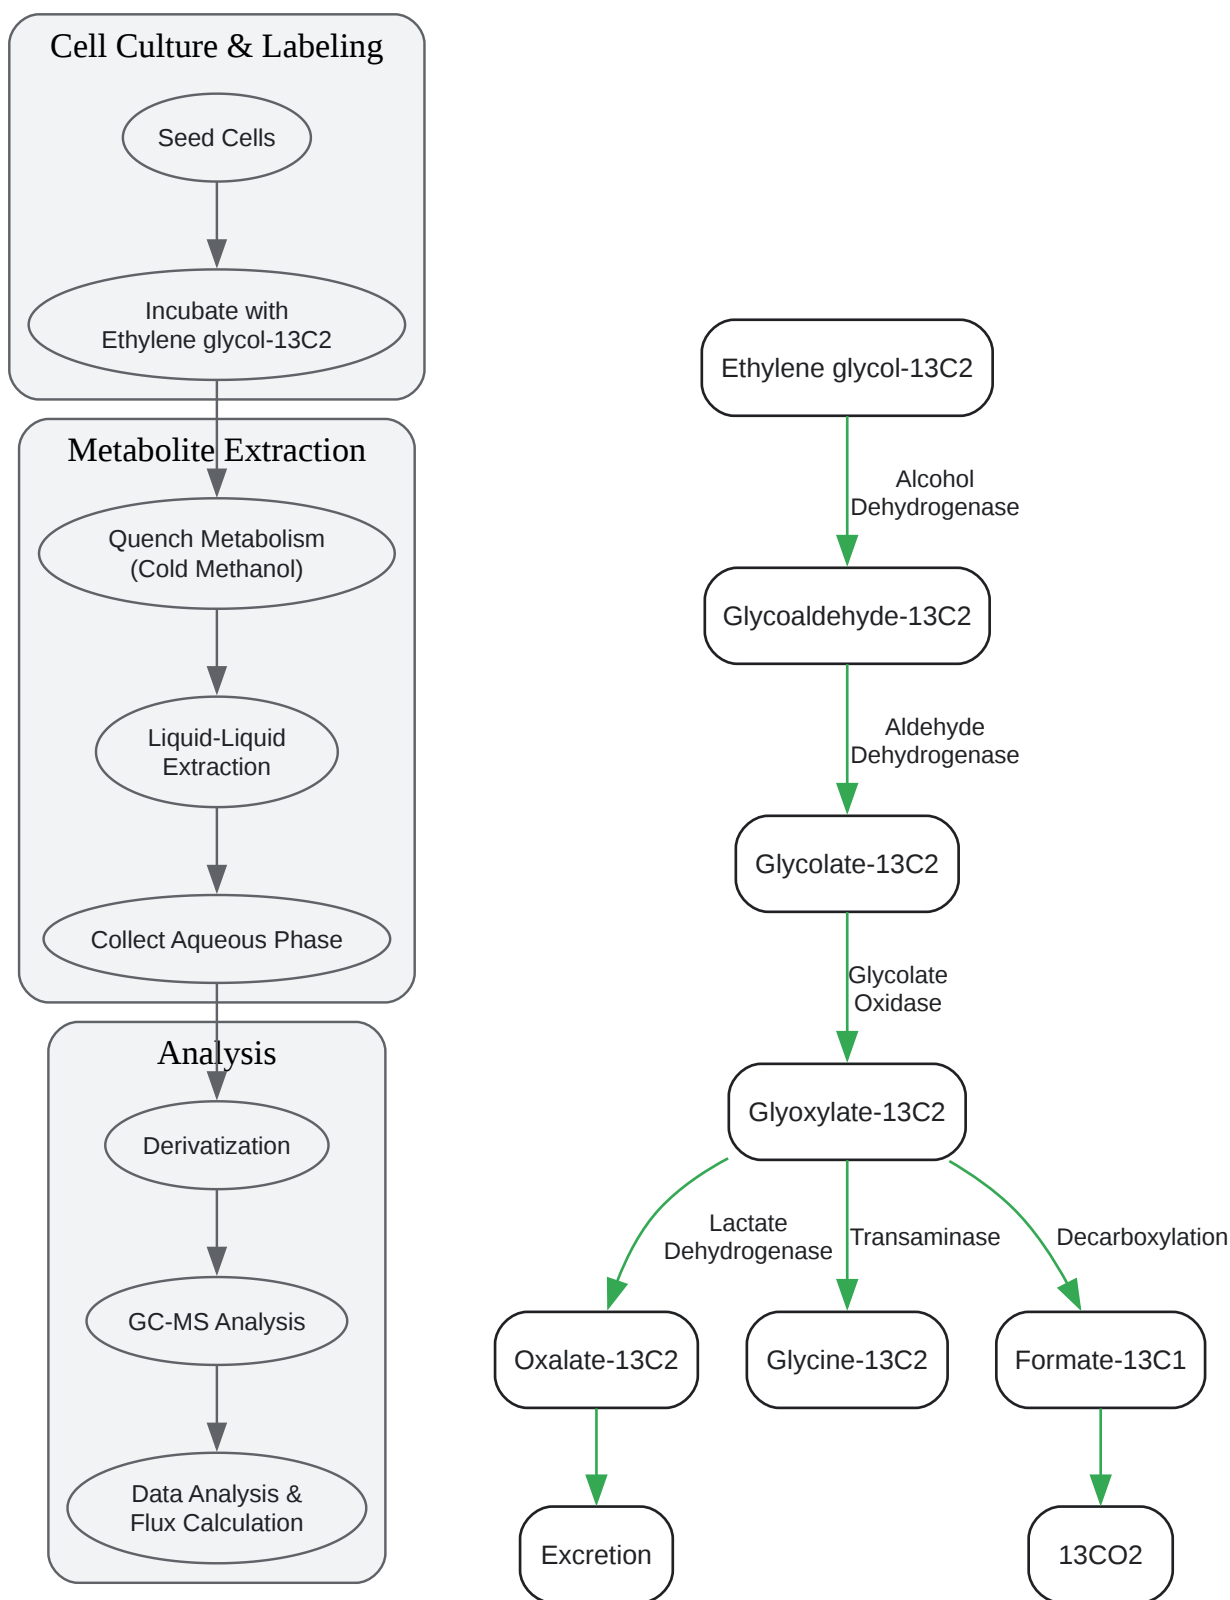 Cell Culture & Labeling
Seed Cells
Incubate with
Ethylene glycol-13C2
Metabolite Extraction
Quench Metabolism
(Cold Methanol)
Liquid-Liquid
Extraction
Collect Aqueous Phase
Analysis
Derivatization
GC-MS Analysis
Data Analysis &
Flux Calculation
Ethylene glycol-13C2
Alcohol
Dehydrogenase
Glycoaldehyde-13C2
Aldehyde
Dehydrogenase
Glycolate-13C2
Glycolate
Oxidase
Glyoxylate-13C2
Lactate
Dehydrogenase
Transaminase
Decarboxylation
Oxalate-13C2
Glycine-13C2
Formate-13C1
Excretion
13CO2